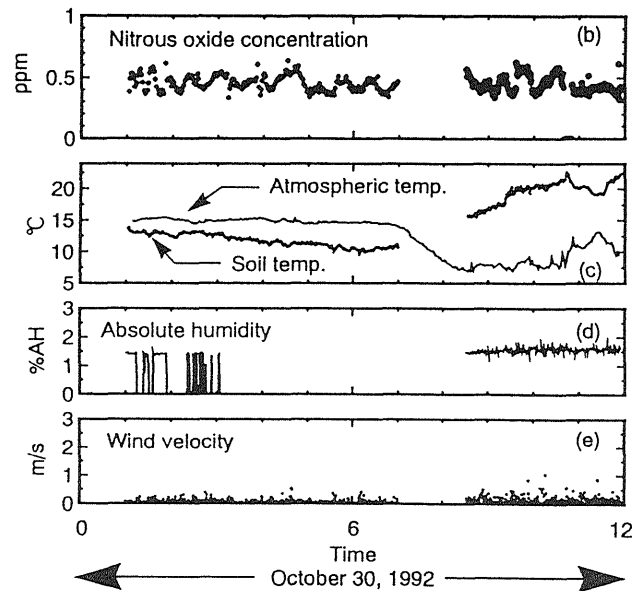 1
Nitrous oxide concentration
(b)
ppm
0.5
0
20
Atmospheric temp.
°C
15
10
Soil temp.
5
(c)
3
Absolute humidity
(d)
%AH
2
1
0
3
Wind velocity
(e)
m/s
2
1
0
0
6
12
Time
October 30, 1992